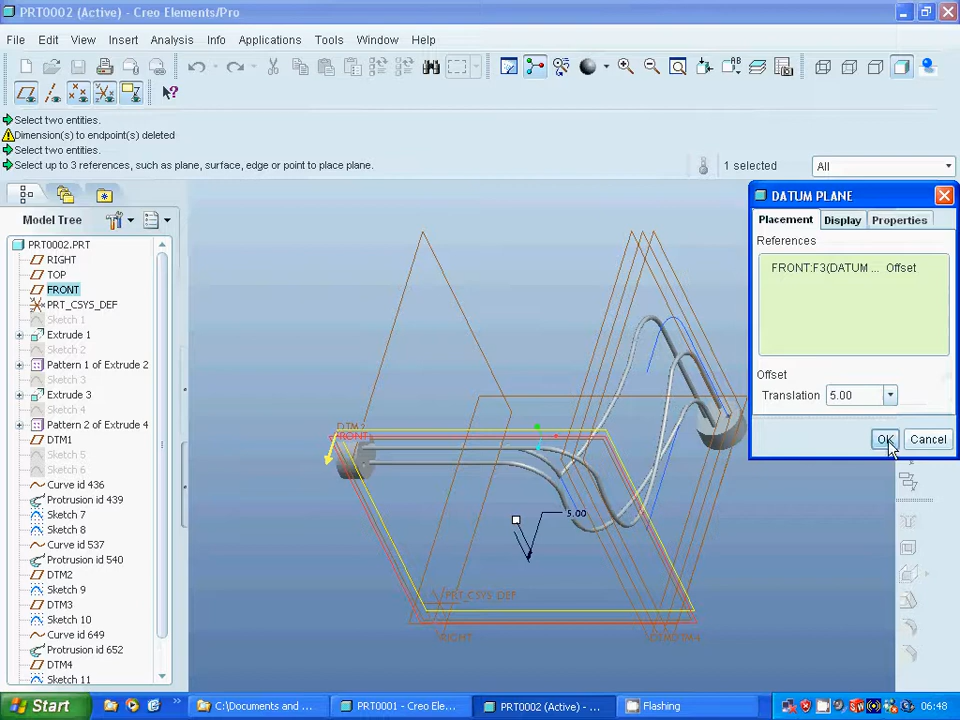 PRT0002 (Active) - Creo Elements/Pro
File Edit View Insert Analysis Info Applications Tools Window Help
Select two entities.
Dimension(s) to endpoint(s) deleted
Select two entities.
Select up to 3 references, such as plane, surface, edge or point to place plane.
1 selected
All
Model Tree
PRT0002.PRT
RIGHT
TOP
FRONT
PRT_CSYS_DEF
Sketch 1
Extrude 1
Sketch 2
Pattern 1 of Extrude 2
Sketch 3
Extrude 3
Sketch 4
Pattern 2 of Extrude 4
DTM1
Sketch 5
Sketch 6
Curve id 436
Protrusion id 439
Sketch 7
Sketch 8
Curve id 537
Protrusion id 540
DTM2
Sketch 9
DTM3
Sketch 10
Curve id 649
Protrusion id 652
DTM4
Sketch 11
FRONT
5.00
PRT_CSYS_DEF
RIGHT
DATUM PLANE
Placement Display Properties
References
FRONT:F3(DATUM ... Offset
Offset
Translation 5.00
OK Cancel
Start
C:\Documents and ...
PRT0001 - Creo Ele...
PRT0002 (Active) - ...
Flashing
06:48